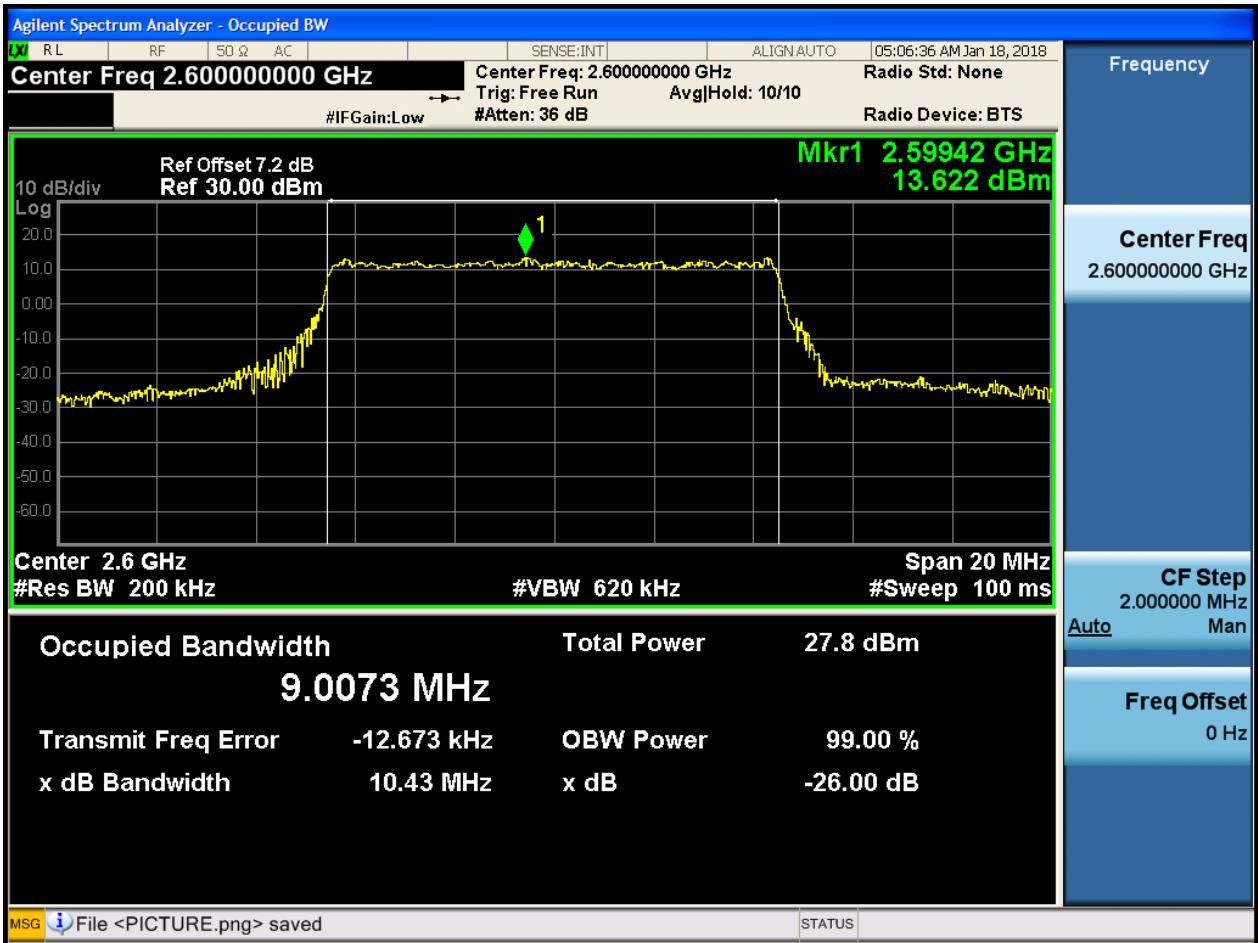 Agilent Spectrum Analyzer - Occupied BW
LXI RL RF 50 Ω AC SENSE:INT ALIGN AUTO 05:06:36 AM Jan 18, 2018
Center Freq 2.600000000 GHz
Center Freq: 2.600000000 GHz
Radio Std: None
Trig: Free Run Avg|Hold: 10/10
#IFGain:Low
#Atten: 36 dB
Radio Device: BTS
Frequency
Mkr1 2.59942 GHz
13.622 dBm
Ref Offset 7.2 dB
10 dB/div Ref 30.00 dBm
Log
20.0
10.0
0.00
-10.0
-20.0
-30.0
-40.0
-50.0
-60.0
1
Center 2.6 GHz Span 20 MHz
#Res BW 200 kHz #VBW 620 kHz #Sweep 100 ms
Center Freq
2.600000000 GHz
CF Step
2.000000 MHz
Auto Man
Freq Offset
0 Hz
Occupied Bandwidth Total Power 27.8 dBm
9.0073 MHz
Transmit Freq Error -12.673 kHz OBW Power 99.00 %
x dB Bandwidth 10.43 MHz x dB -26.00 dB
MSG File <PICTURE.png> saved STATUS